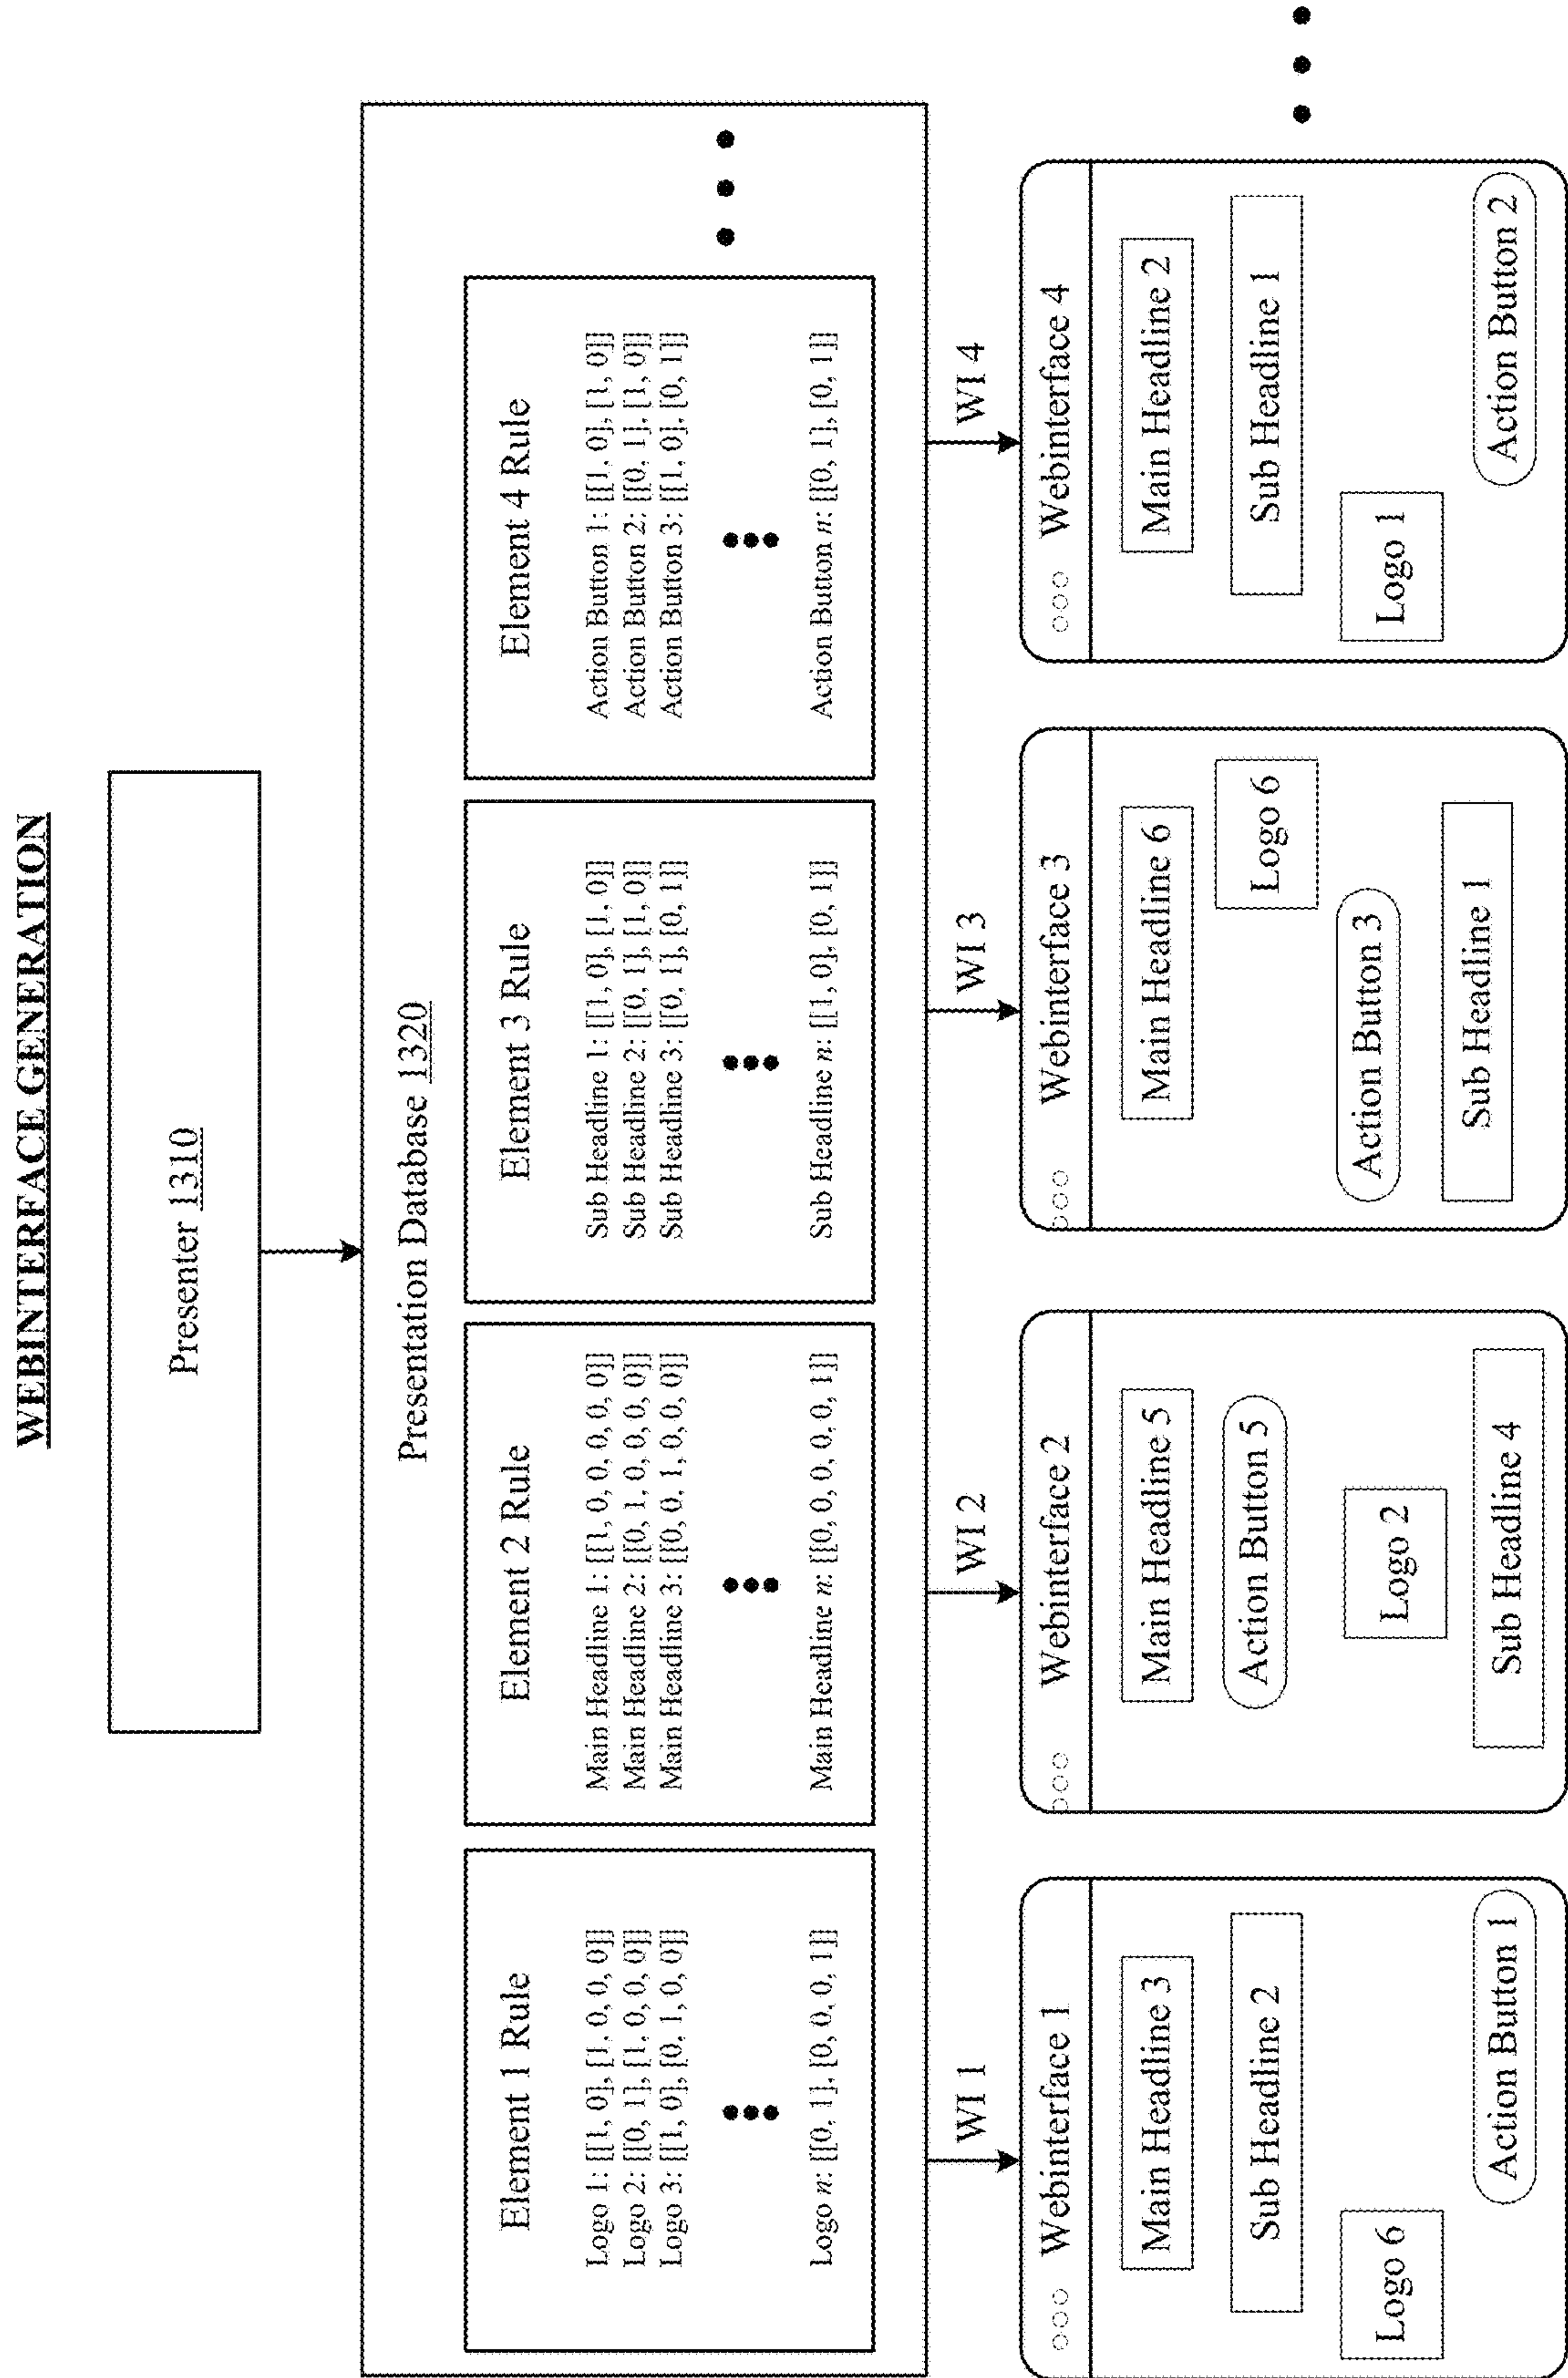 WEBINTERFACE GENERATION
Presenter 1310
Presentation Database 1320
Element 1 Rule
Logo 1: [[1, 0], [1, 0, 0, 0]]
Logo 2: [[0, 1], [1, 0, 0, 0]]
Logo 3: [[1, 0], [0, 1, 0, 0]]
Logo n: [[0, 1], [0, 0, 0, 1]]
Element 2 Rule
Main Headline 1: [[1, 0, 0, 0, 0, 0]]
Main Headline 2: [[0, 1, 0, 0, 0, 0]]
Main Headline 3: [[0, 0, 1, 0, 0, 0]]
Main Headline n: [[0, 0, 0, 0, 0, 1]]
Element 3 Rule
Sub Headline 1: [[1, 0], [1, 0]]
Sub Headline 2: [[0, 1], [1, 0]]
Sub Headline 3: [[0, 1], [0, 1]]
Sub Headline n: [[1, 0], [0, 1]]
Element 4 Rule
Action Button 1: [[1, 0], [1, 0]]
Action Button 2: [[0, 1], [1, 0]]
Action Button 3: [[1, 0], [0, 1]]
Action Button n: [[0, 1], [0, 1]]
WI 1
WI 2
WI 3
WI 4
Webinterface 1
Main Headline 3
Sub Headline 2
Logo 6
Action Button 1
Webinterface 2
Main Headline 5
Action Button 5
Logo 2
Sub Headline 4
Webinterface 3
Main Headline 6
Logo 6
Action Button 3
Sub Headline 1
Webinterface 4
Main Headline 2
Sub Headline 1
Logo 1
Action Button 2